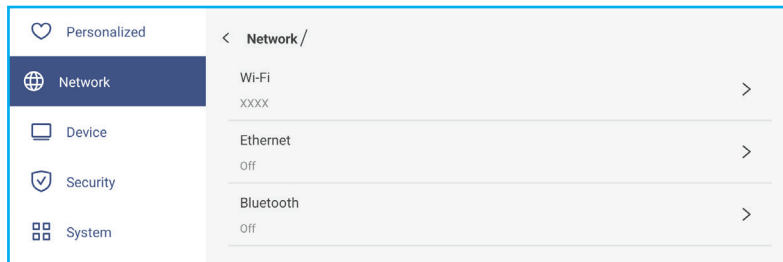 Personalized
Network
Device
Security
System
Network /
Wi-Fi
XXXX
Ethernet
Off
Bluetooth
Off